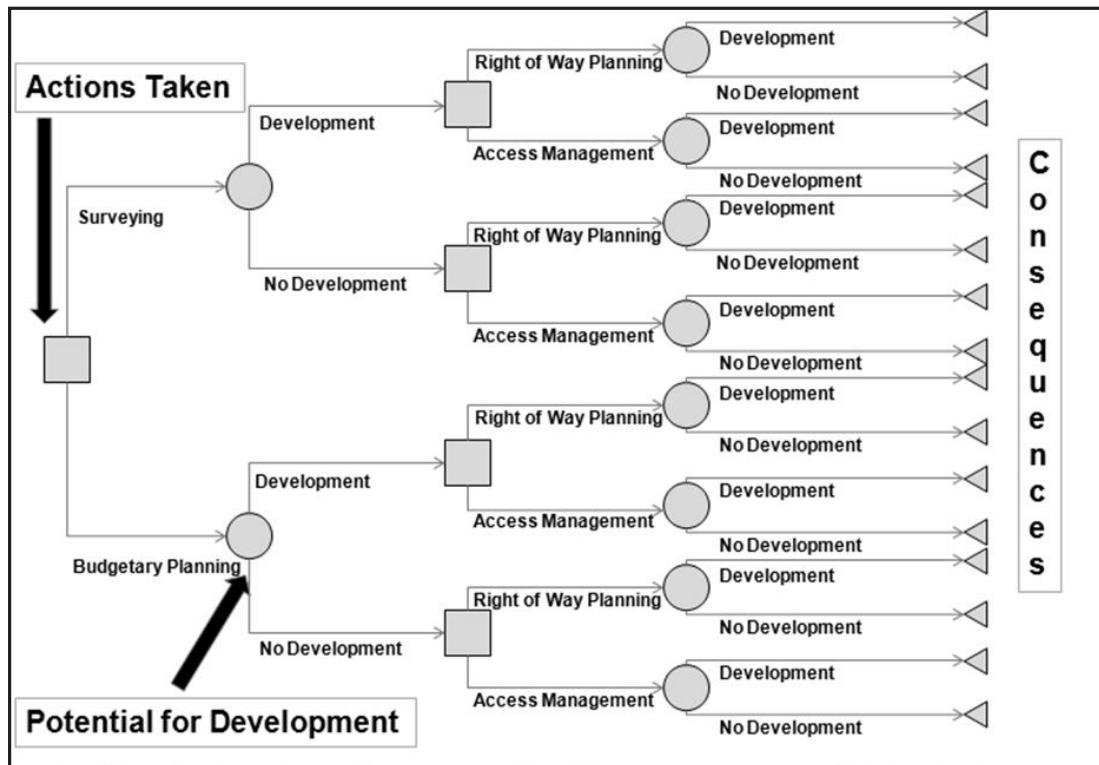 Development
Right of Way Planning
No Development
Actions Taken
Development
Development
Access Management
No Development
Surveying
Development
Right of Way Planning
No Development
No Development
Development
Access Management
No Development
Development
Right of Way Planning
No Development
Development
Development
Access Management
No Development
Budgetary Planning
Development
Right of Way Planning
No Development
No Development
Development
Access Management
No Development
Potential for Development
Consequences